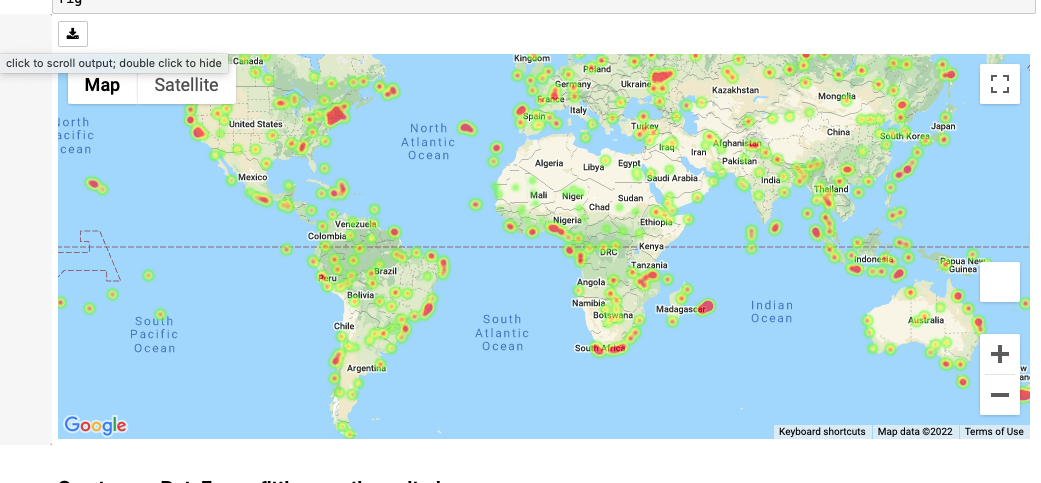 click to scroll output; double click to hide
Map
Satellite
Canada
Kingdom
Poland
Germany
Ukraine
Kazakhstan
Mongolia
France
Italy
Spain
Turkey
United States
North
Atlantic
Ocean
China
Japan
South Korea
Iraq
Iran
Afghanistan
Pakistan
Algeria
Libya
Egypt
Saudi Arabia
India
Mexico
Mali
Niger
Chad
Sudan
Thailand
Nigeria
Ethiopia
Venezuela
Colombia
DRC
Kenya
Indonesia
Papua New
Guinea
Peru
Brazil
Tanzania
Angola
Bolivia
Namibia
Botswana
Madagascar
Indian
Ocean
Australia
South
Pacific
Ocean
Chile
South
Atlantic
Ocean
South Africa
Argentina
Google
Keyboard shortcuts
Map data ©2022
Terms of Use